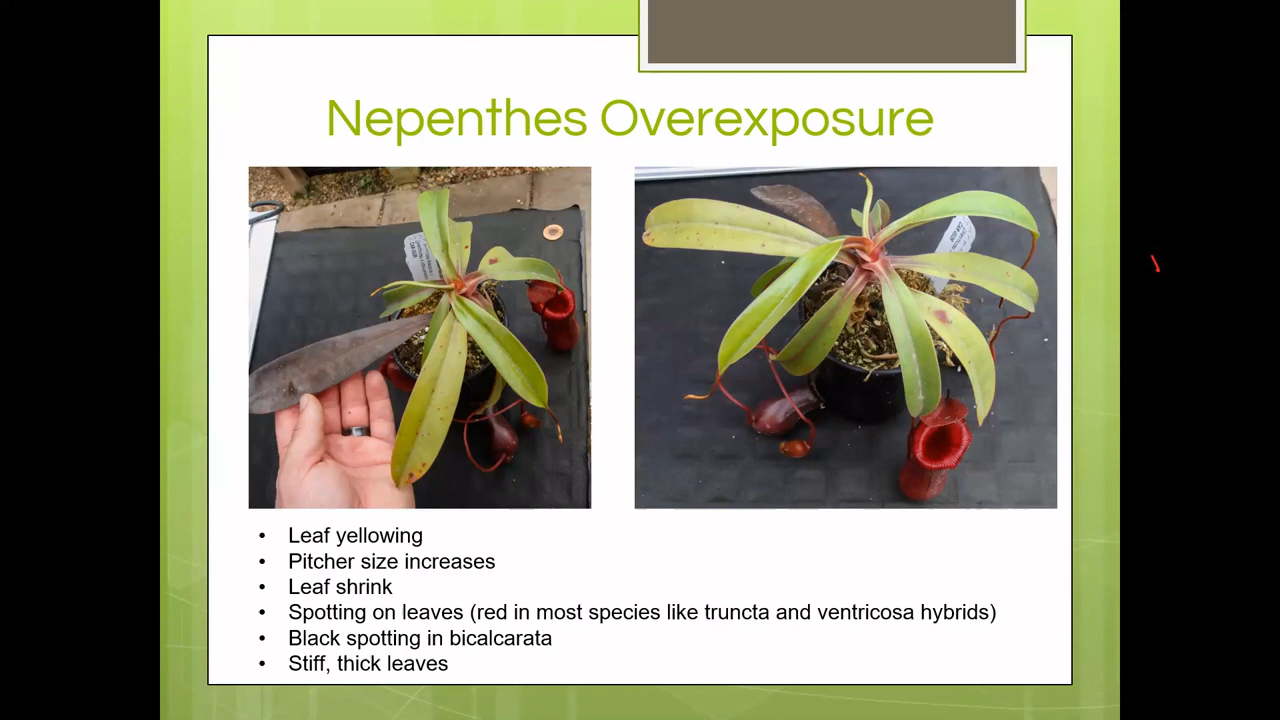 Nepenthes Overexposure
• Leaf yellowing
• Pitcher size increases
• Leaf shrink
• Spotting on leaves (red in most species like truncta and ventricosa hybrids)
• Black spotting in bicalcarata
• Stiff, thick leaves